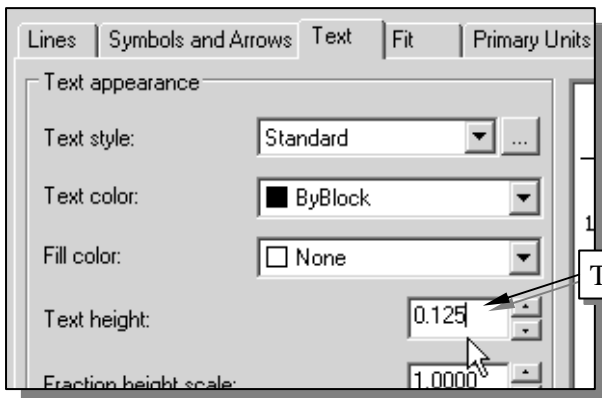 Lines Symbols and Arrows Text Fit Primary Units
Text appearance
Text style: Standard ...
Text color: ByBlock
1
Fill color: None
T
Text height: 0.125
Fraction height scale: 1.0000